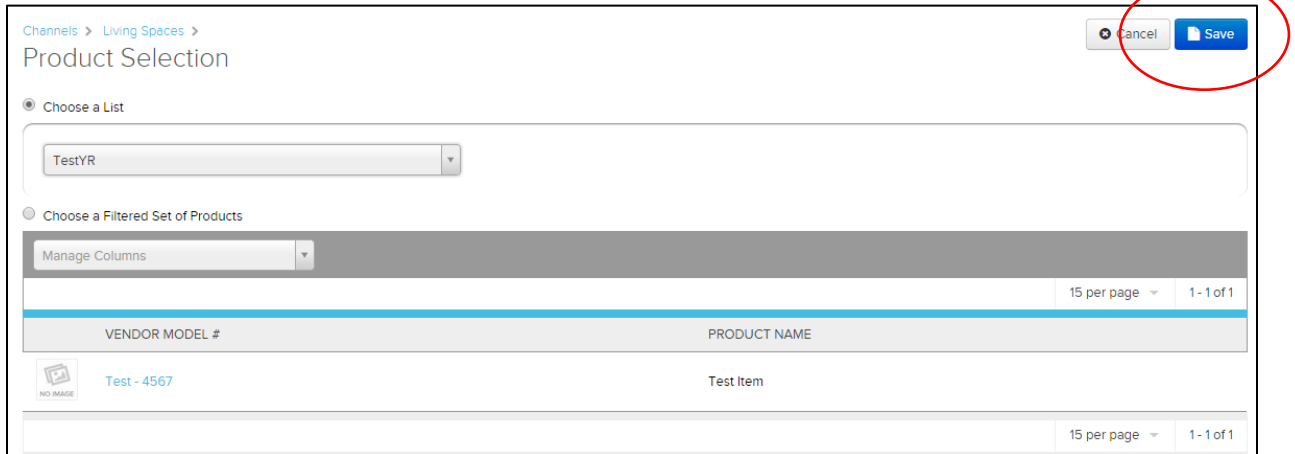 Channels > Living Spaces >
Cancel
Save
Product Selection
Choose a List
TestYR
Choose a Filtered Set of Products
Manage Columns
15 per page 1 - 1 of 1
VENDOR MODEL # PRODUCT NAME
NO IMAGE Test - 4567 Test Item
15 per page 1 - 1 of 1